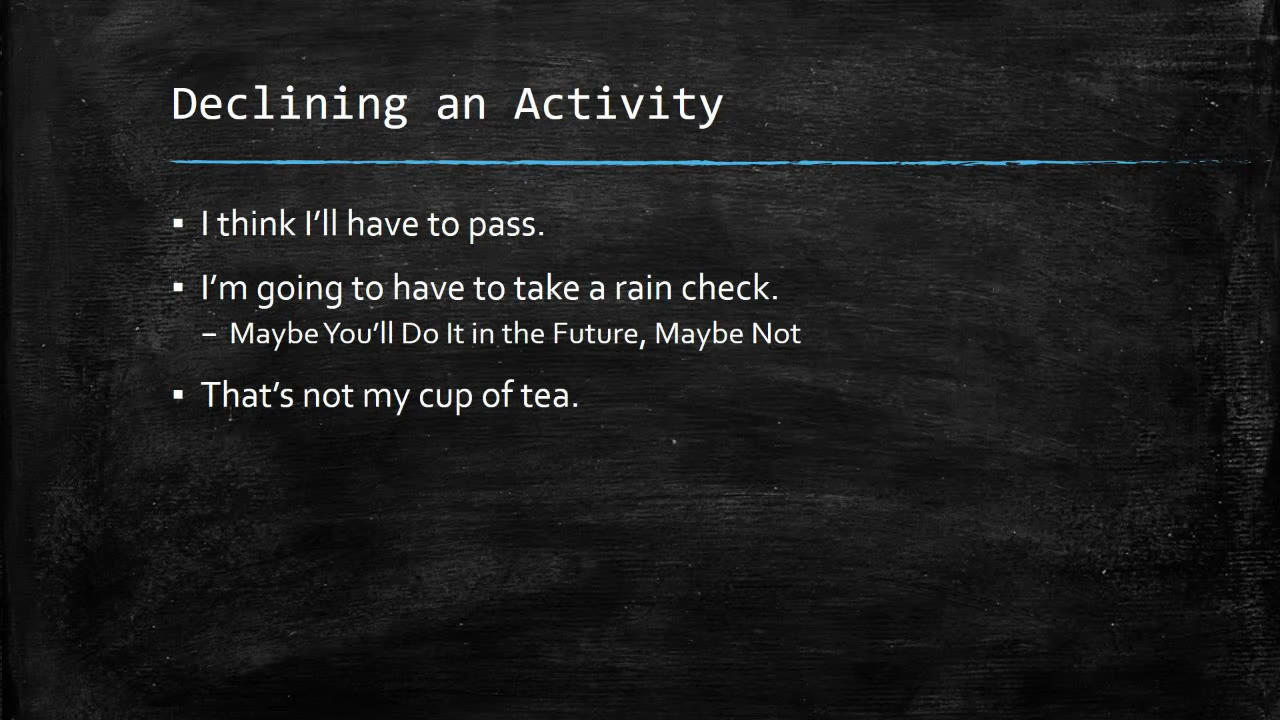 Declining an Activity
▪ I think I’ll have to pass.
▪ I’m going to have to take a rain check.
– Maybe You’ll Do It in the Future, Maybe Not
▪ That’s not my cup of tea.